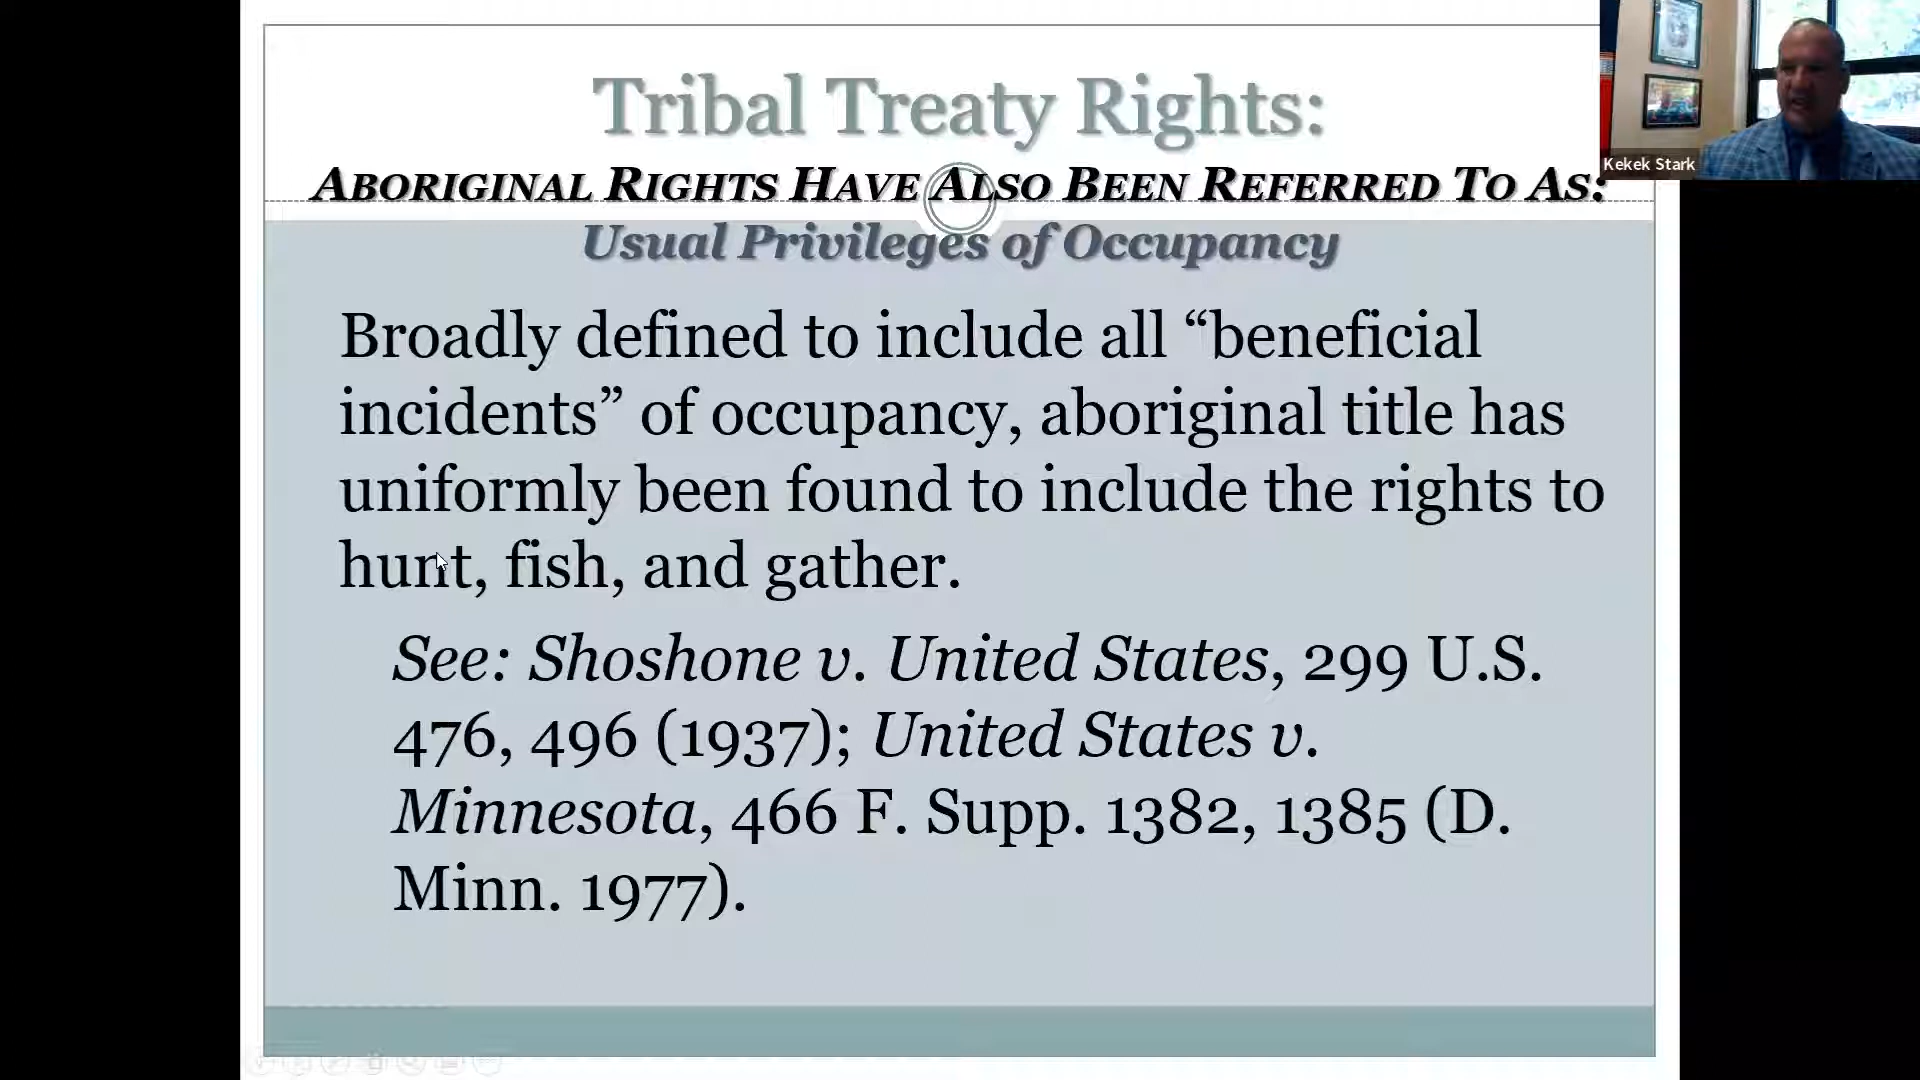 Tribal Treaty Rights:
ABORIGINAL RIGHTS HAVE ALSO BEEN REFERRED TO AS:
Usual Privileges of Occupancy
Broadly defined to include all “beneficial
incidents” of occupancy, aboriginal title has
uniformly been found to include the rights to
hunt, fish, and gather.
See: Shoshone v. United States, 299 U.S.
476, 496 (1937); United States v.
Minnesota, 466 F. Supp. 1382, 1385 (D.
Minn. 1977).
Kekek Stark